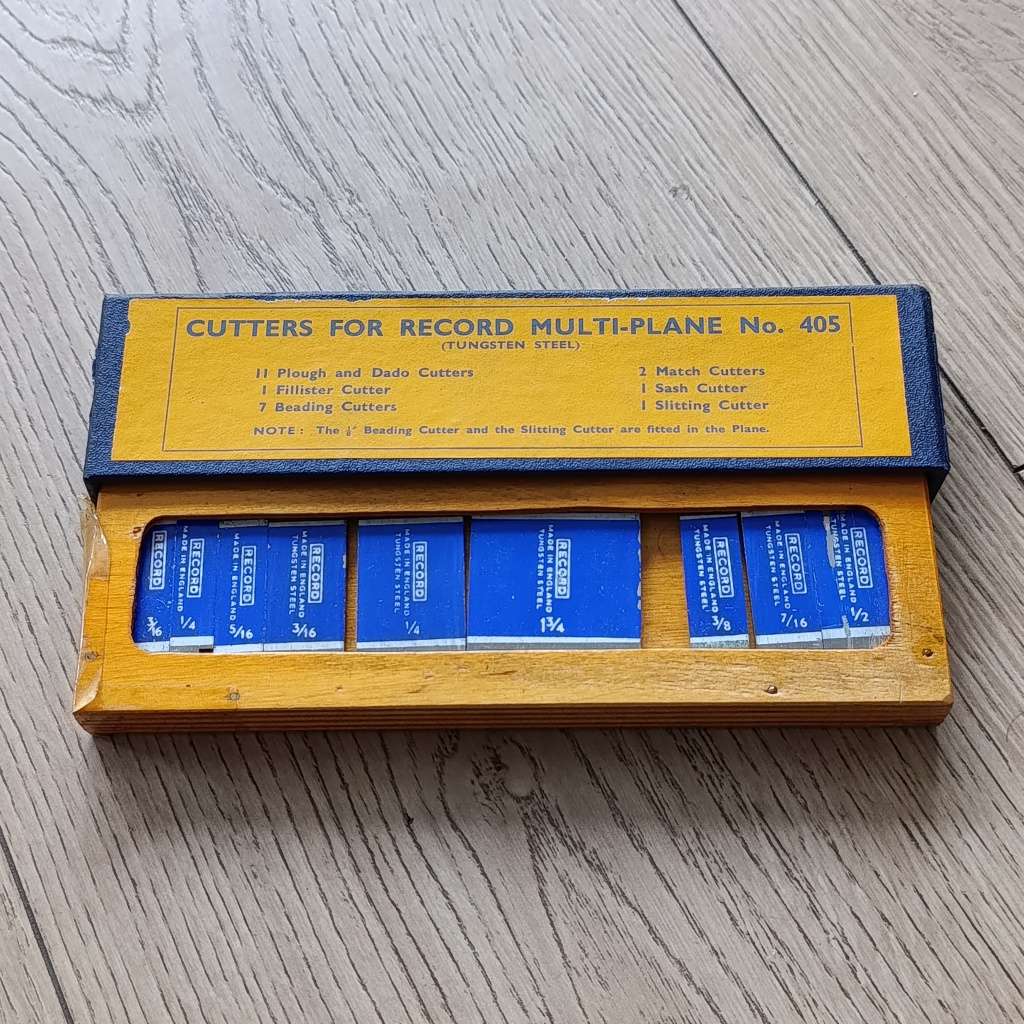 CUTTERS FOR RECORD MULTI-PLANE No. 405
(TUNGSTEN STEEL)
11 Plough and Dado Cutters
1 Fillister Cutter
7 Beading Cutters
2 Match Cutters
1 Sash Cutter
1 Slitting Cutter
NOTE : The ⅛" Beading Cutter and the Slitting Cutter are fitted in the Plane.
RECORD
3/16
RECORD
MADE IN ENGLAND
1/4
RECORD
MADE IN ENGLAND
5/16
RECORD
MADE IN ENGLAND
TUNGSTEN STEEL
3/16
RECORD
MADE IN ENGLAND
TUNGSTEN STEEL
1/4
RECORD
MADE IN ENGLAND
TUNGSTEN STEEL
1¾
RECORD
MADE IN ENGLAND
TUNGSTEN STEEL
3/8
RECORD
MADE IN ENGLAND
TUNGSTEN STEEL
7/16
RECORD
MADE IN ENGLAND
1/2